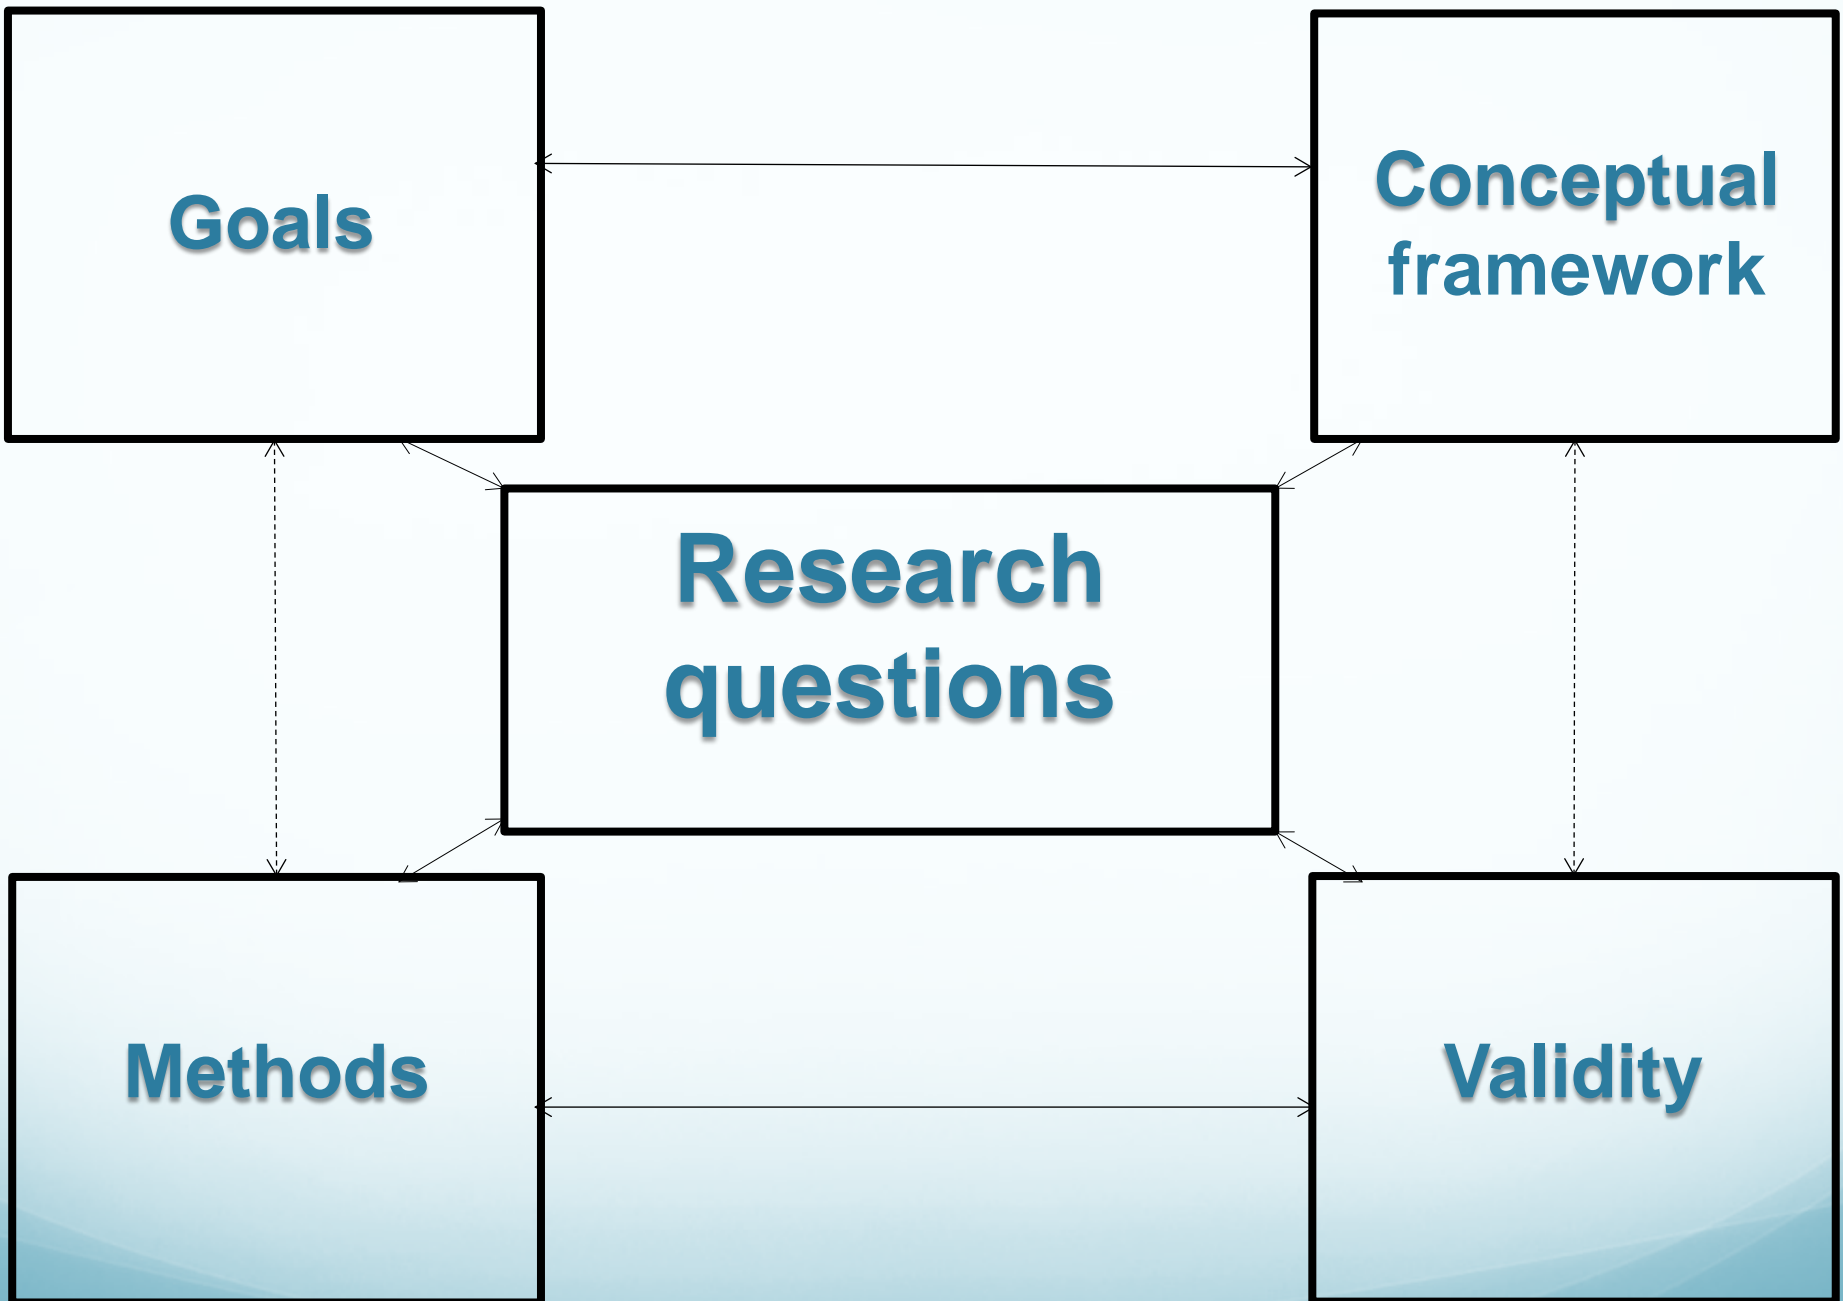 Goals
Conceptual
framework
Research
questions
Methods
Validity